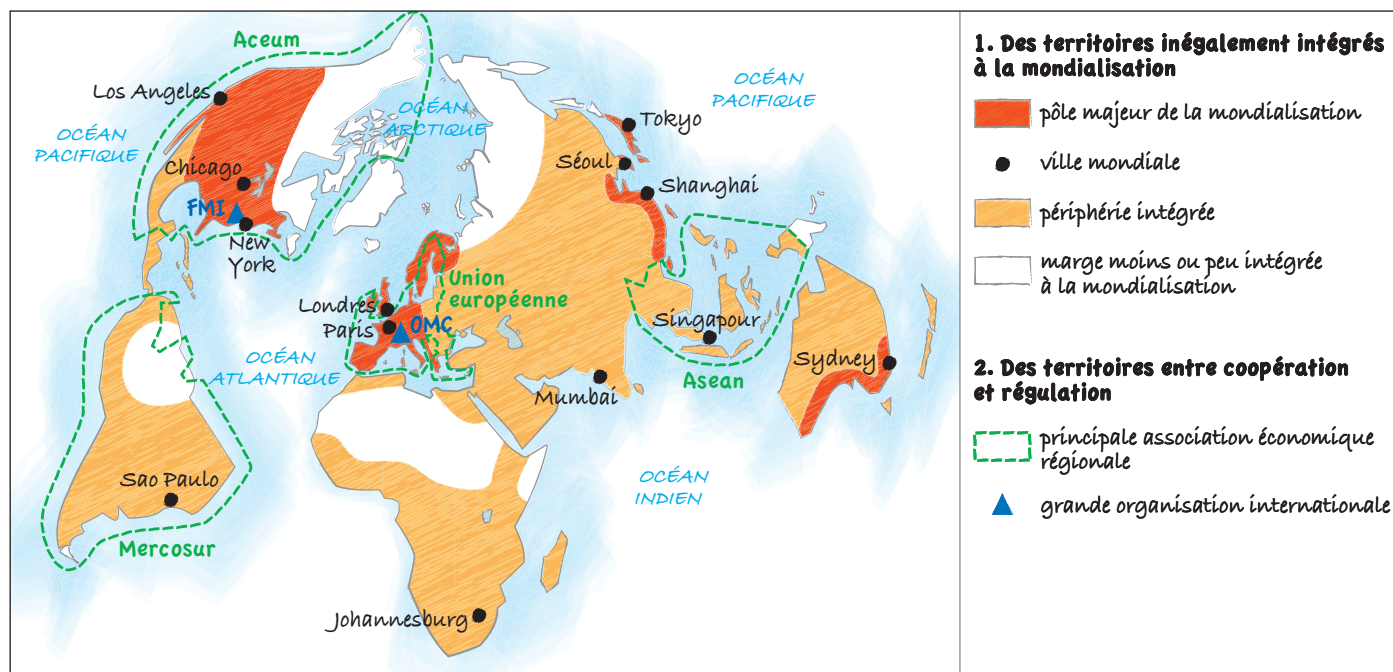 Aceum
Los Angeles
OCÉAN
PACIFIQUE
OCÉAN
ARCTIQUE
OCÉAN
PACIFIQUE
Tokyo
Séoul
Shanghai
Chicago
FMI
New
York
Union
européenne
Londres
Paris
OMC
OCÉAN
ATLANTIQUE
Singapour
Asean
Sydney
Mumbai
OCÉAN
INDIEN
Sao Paulo
Mercosur
Johannesburg
1. Des territoires inégalement intégrés
à la mondialisation
pôle majeur de la mondialisation
ville mondiale
périphérie intégrée
marge moins ou peu intégrée
à la mondialisation
2. Des territoires entre coopération
et régulation
principale association économique
régionale
grande organisation internationale